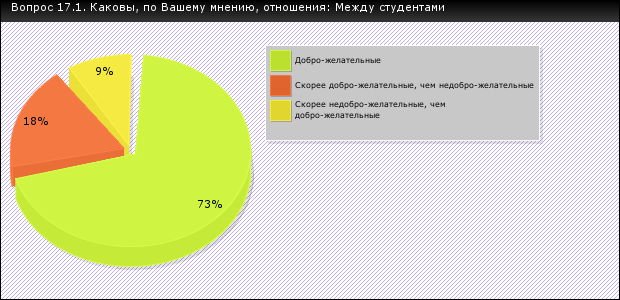 Вопрос 17.1. Каковы, по Вашему мнению, отношения: Между студентами
9%
18%
73%
Добро-желательные
Скорее добро-желательные, чем недобро-желательные
Скорее недобро-желательные, чем
добро-желательные